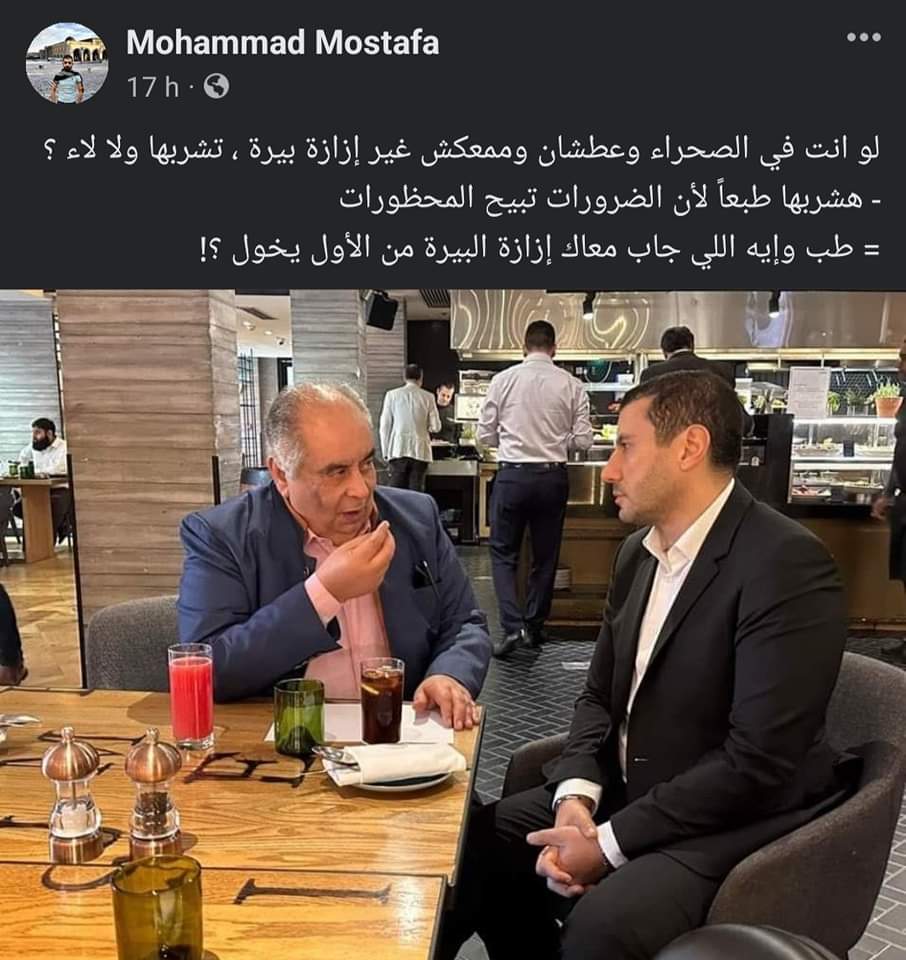 Mohammad Mostafa
17 h ·
لو انت في الصحراء وعطشان وممعكش غير إزازة بيرة ، تشربها ولا لاء ؟
- هشربها طبعاً لأن الضرورات تبيح المحظورات
= طب وإيه اللي جاب معاك إزازة البيرة من الأول يخول ؟!